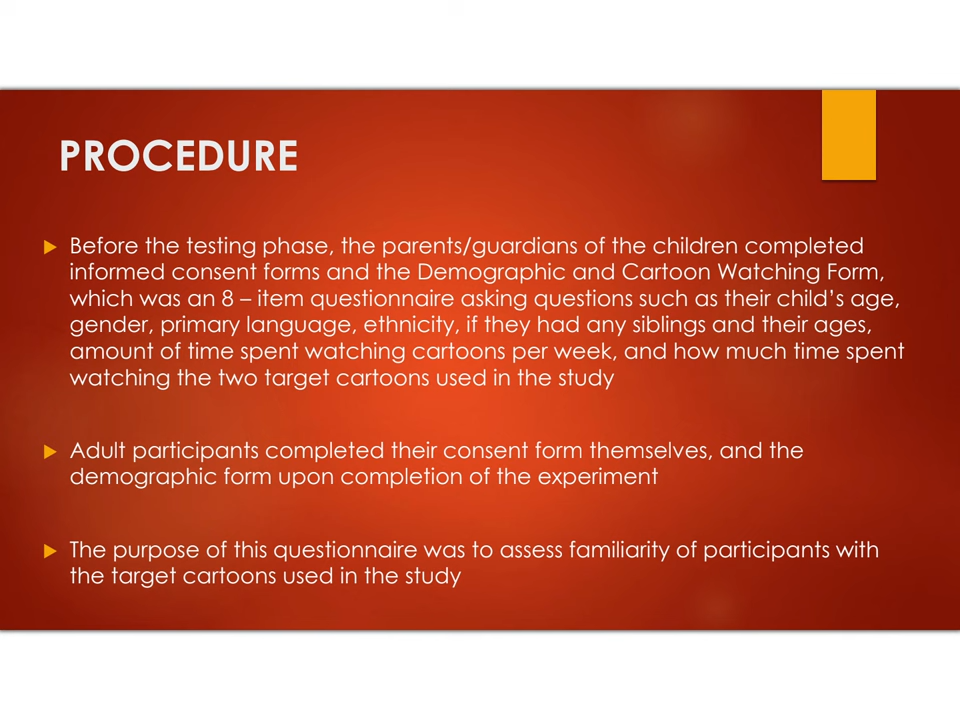 PROCEDURE
Before the testing phase, the parents/guardians of the children completed
informed consent forms and the Demographic and Cartoon Watching Form,
which was an 8 – item questionnaire asking questions such as their child’s age,
gender, primary language, ethnicity, if they had any siblings and their ages,
amount of time spent watching cartoons per week, and how much time spent
watching the two target cartoons used in the study
Adult participants completed their consent form themselves, and the
demographic form upon completion of the experiment
The purpose of this questionnaire was to assess familiarity of participants with
the target cartoons used in the study